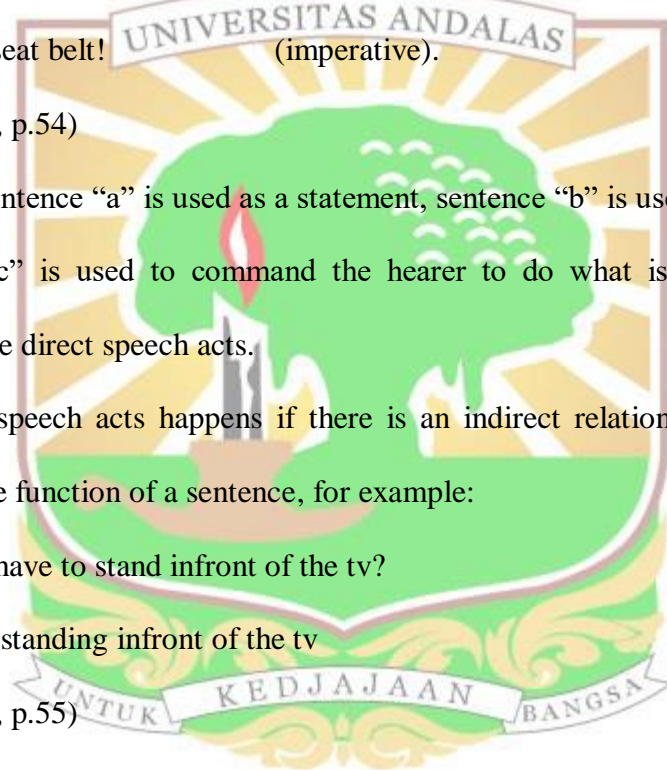 UNIVERSITAS ANDALAS
seat belt! (imperative).
, p.54)
ntence “a” is used as a statement, sentence “b” is us
c” is used to command the hearer to do what is
e direct speech acts.
speech acts happens if there is an indirect relation
e function of a sentence, for example:
have to stand infront of the tv?
standing infront of the tv
UNTUK KEDJAJAAN BANGSA
, p.55)